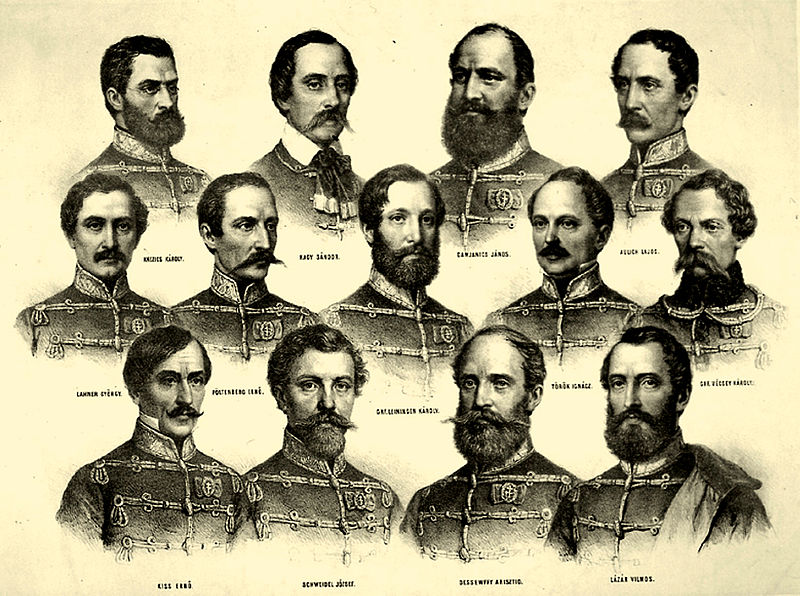 KNEZICS KÁROLY.
NAGY SÁNDOR.
DAMJANICS JÁNOS.
AULICH LAJOS.
LAHNER GYÖRGY.
PÖLTENBERG ERNŐ.
GRF. LEININGEN KÁROLY.
TÖRÖK IGNÁCZ.
GRF. VÉCSEY KÁROLY.
KISS ERNŐ.
SCHWEIDEL JÓZSEF.
DESSEWFFY ARISZTID.
LÁZÁR VILMOS.